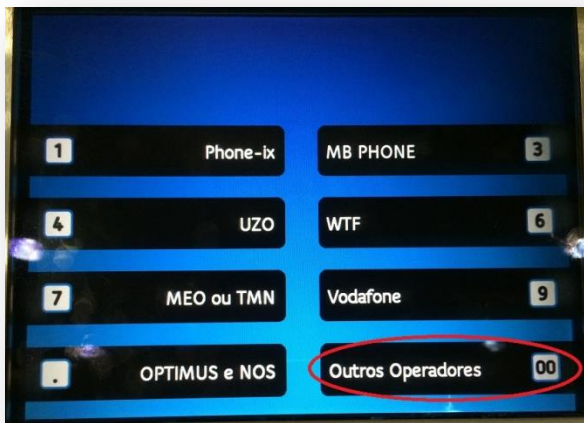 1 Phone-ix MB PHONE 3
4 UZO WTF 6
7 MEO ou TMN Vodafone 9
. OPTIMUS e NOS Outros Operadores 00